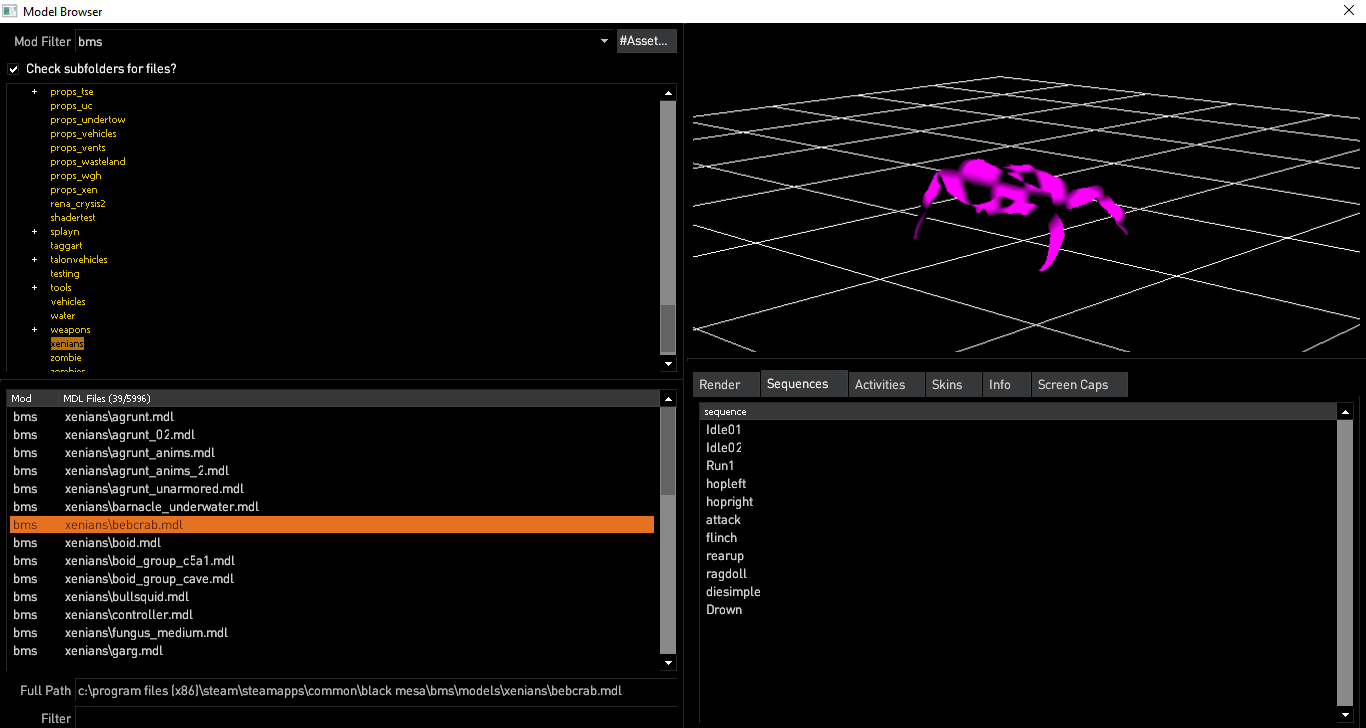 Model Browser
Mod Filter bms #Asset...
Check subfolders for files?
props_tse
props_uc
props_undertow
props_vehicles
props_vents
props_wasteland
props_wgh
props_xen
rena_crysis2
shadertest
splayn
taggart
talonvehicles
testing
tools
vehicles
water
weapons
xenians
zombie
zombies
Mod MDL Files (39/5996)
bms xenians\agrunt.mdl
bms xenians\agrunt_02.mdl
bms xenians\agrunt_anims.mdl
bms xenians\agrunt_anims_2.mdl
bms xenians\agrunt_unarmored.mdl
bms xenians\barnacle_underwater.mdl
bms xenians\bebcrab.mdl
bms xenians\boid.mdl
bms xenians\boid_group_c5a1.mdl
bms xenians\boid_group_cave.mdl
bms xenians\bullsquid.mdl
bms xenians\controller.mdl
bms xenians\fungus_medium.mdl
bms xenians\garg.mdl
Full Path c:\program files (x86)\steam\steamapps\common\black mesa\bms\models\xenians\bebcrab.mdl
Filter
Render Sequences Activities Skins Info Screen Caps
sequence
Idle01
Idle02
Run1
hopleft
hopright
attack
flinch
rearup
ragdoll
diesimple
Drown